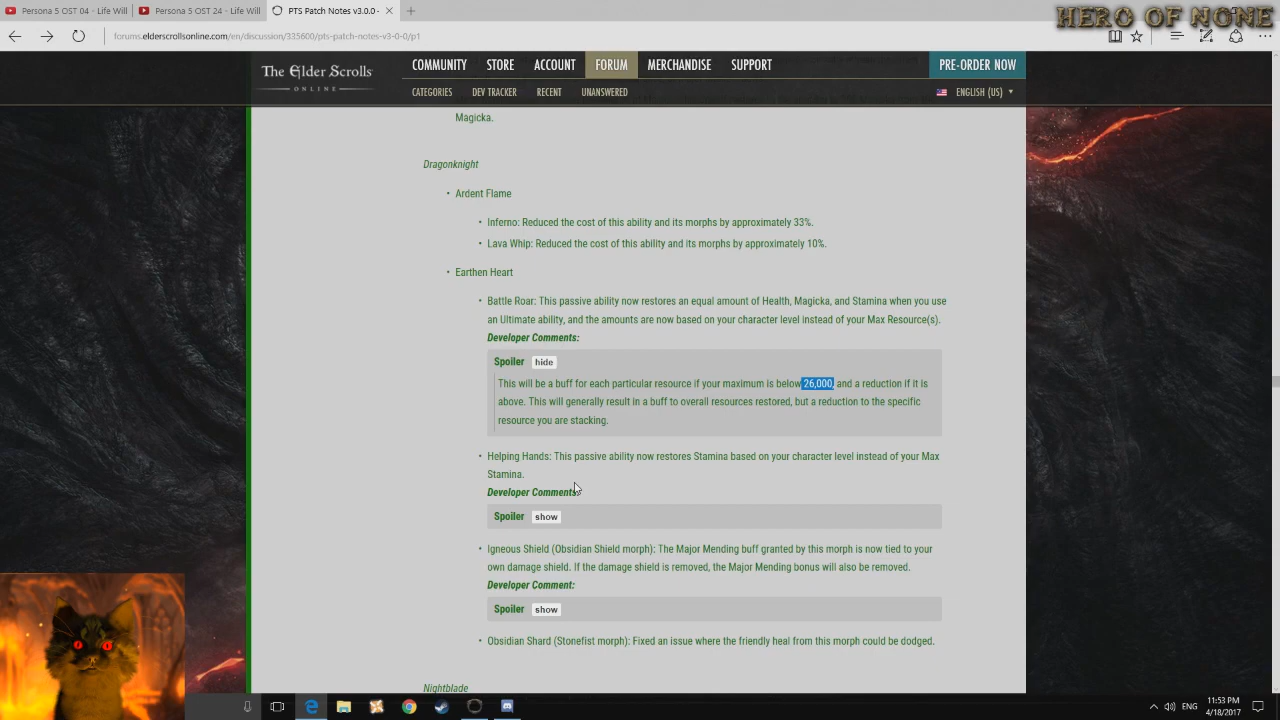 Persona 5 OST 04 - Life Will
Persona 5 OST 24 - Life Will
PTS Patch Notes v3.0.0 -
HERO OF NONE
forums.elderscrollsonline.com/en/discussion/335600/pts-patch-notes-v3-0-0/p1
The Elder Scrolls
ONLINE
COMMUNITY STORE ACCOUNT FORUM MERCHANDISE SUPPORT PRE-ORDER NOW
CATEGORIES DEV TRACKER RECENT UNANSWERED ENGLISH (US)
Magicka.
Dragonknight
• Ardent Flame
• Inferno: Reduced the cost of this ability and its morphs by approximately 33%.
• Lava Whip: Reduced the cost of this ability and its morphs by approximately 10%.
• Earthen Heart
• Battle Roar: This passive ability now restores an equal amount of Health, Magicka, and Stamina when you use
an Ultimate ability, and the amounts are now based on your character level instead of your Max Resource(s).
Developer Comments:
Spoiler hide
This will be a buff for each particular resource if your maximum is below 26,000, and a reduction if it is
above. This will generally result in a buff to overall resources restored, but a reduction to the specific
resource you are stacking.
• Helping Hands: This passive ability now restores Stamina based on your character level instead of your Max
Stamina.
Developer Comments:
Spoiler show
• Igneous Shield (Obsidian Shield morph): The Major Mending buff granted by this morph is now tied to your
own damage shield. If the damage shield is removed, the Major Mending bonus will also be removed.
Developer Comment:
Spoiler show
• Obsidian Shard (Stonefist morph): Fixed an issue where the friendly heal from this morph could be dodged.
Nightblade
ENG
11:53 PM
4/18/2017